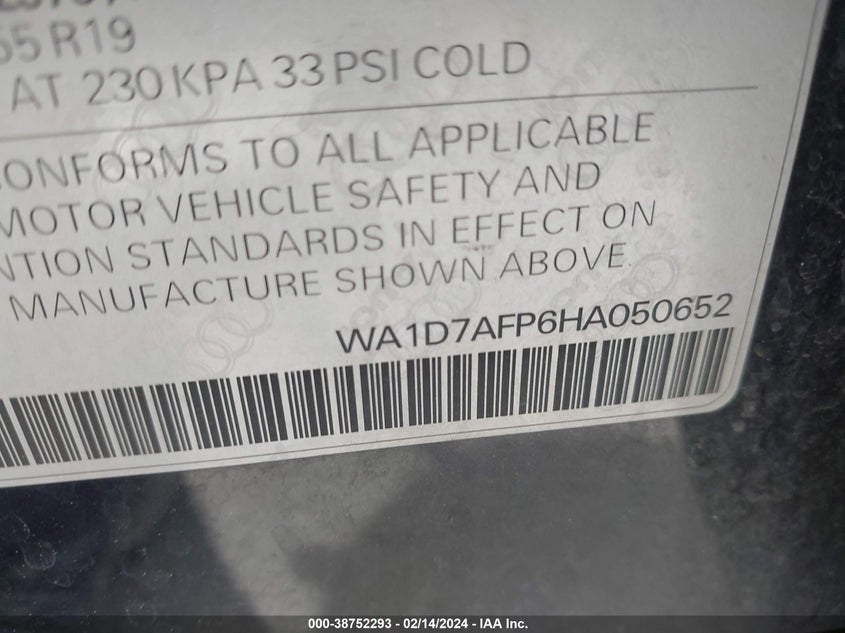 55 R19
AT 230 KPA 33 PSI COLD
CONFORMS TO ALL APPLICABLE
MOTOR VEHICLE SAFETY AND
NTION STANDARDS IN EFFECT ON
MANUFACTURE SHOWN ABOVE.
WA1D7AFP6HA050652
000-38752293 - 02/14/2024 - IAA Inc.